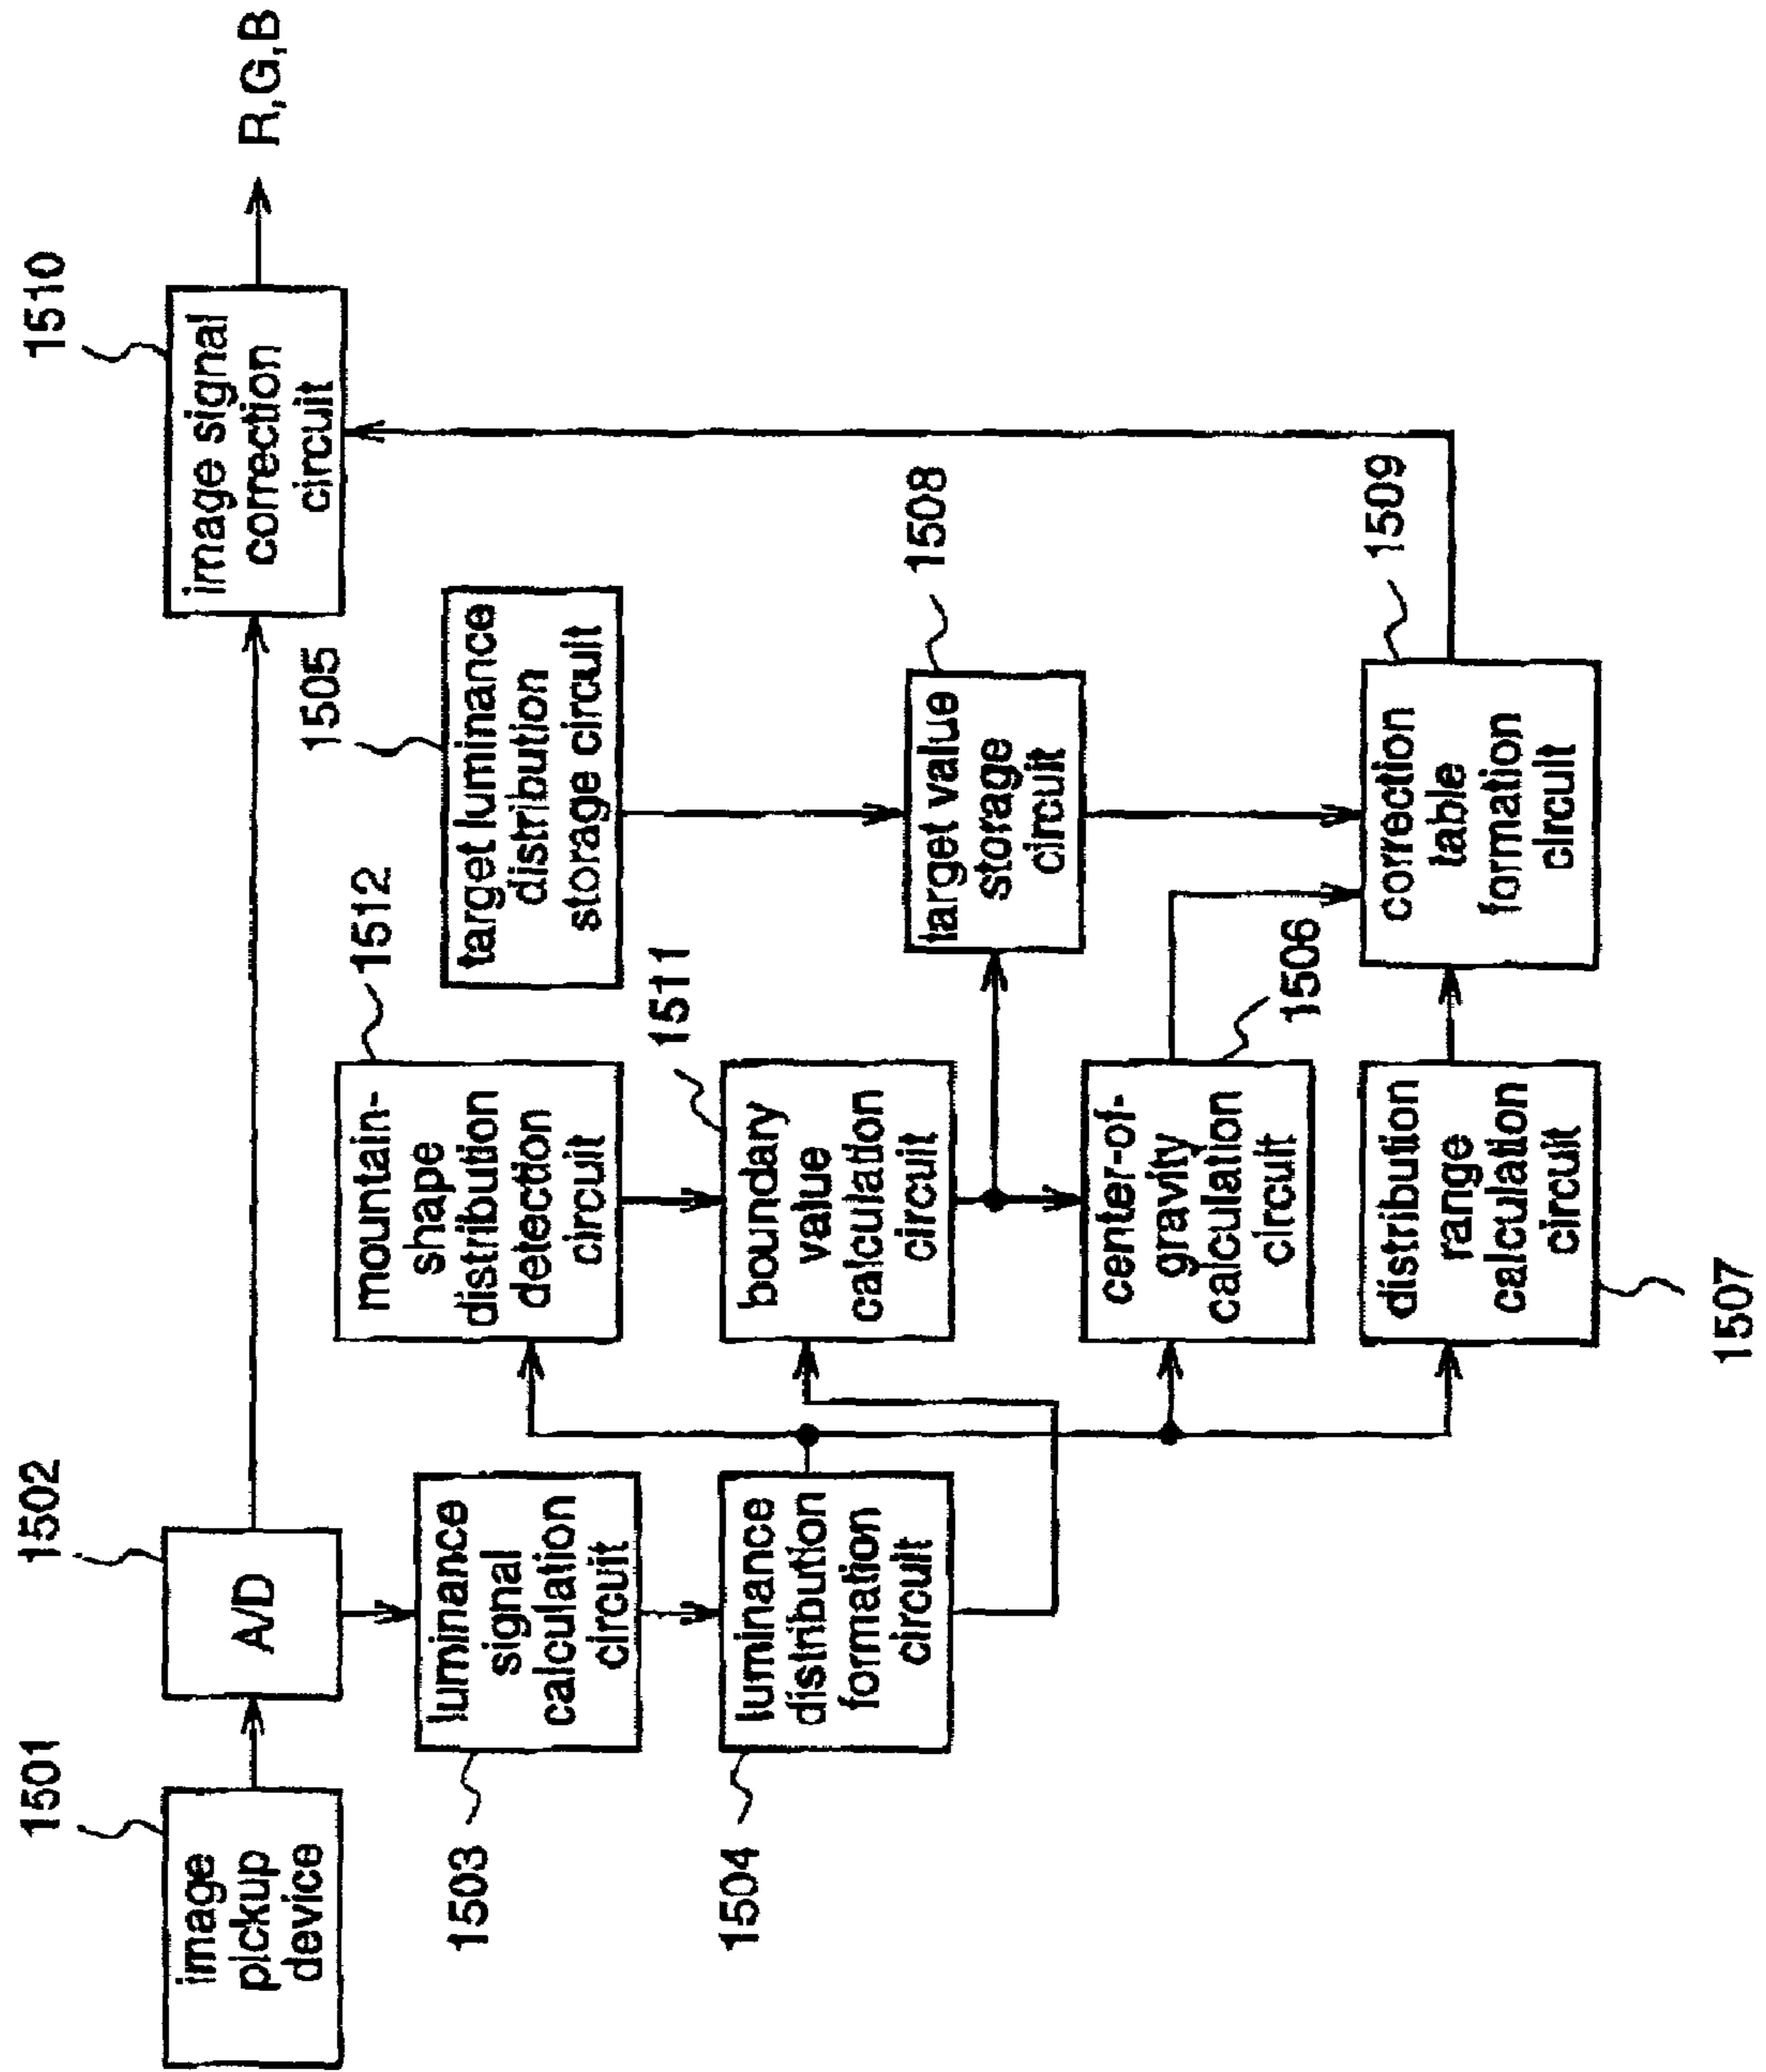 1501
image
pickup
device
1502
A/D
1510
image signal
correction
circuit
R,G,B
1503
luminance
signal
calculation
circuit
1512
mountain-
shape
distribution
detection
circuit
1505
target luminance
distribution
storage circuit
1504
luminance
distribution
formation
circuit
1511
boundary
value
calculation
circuit
1508
target value
storage
circuit
1506
center-of-
gravity
calculation
circuit
1507
distribution
range
calculation
circuit
1509
correction
table
formation
circuit